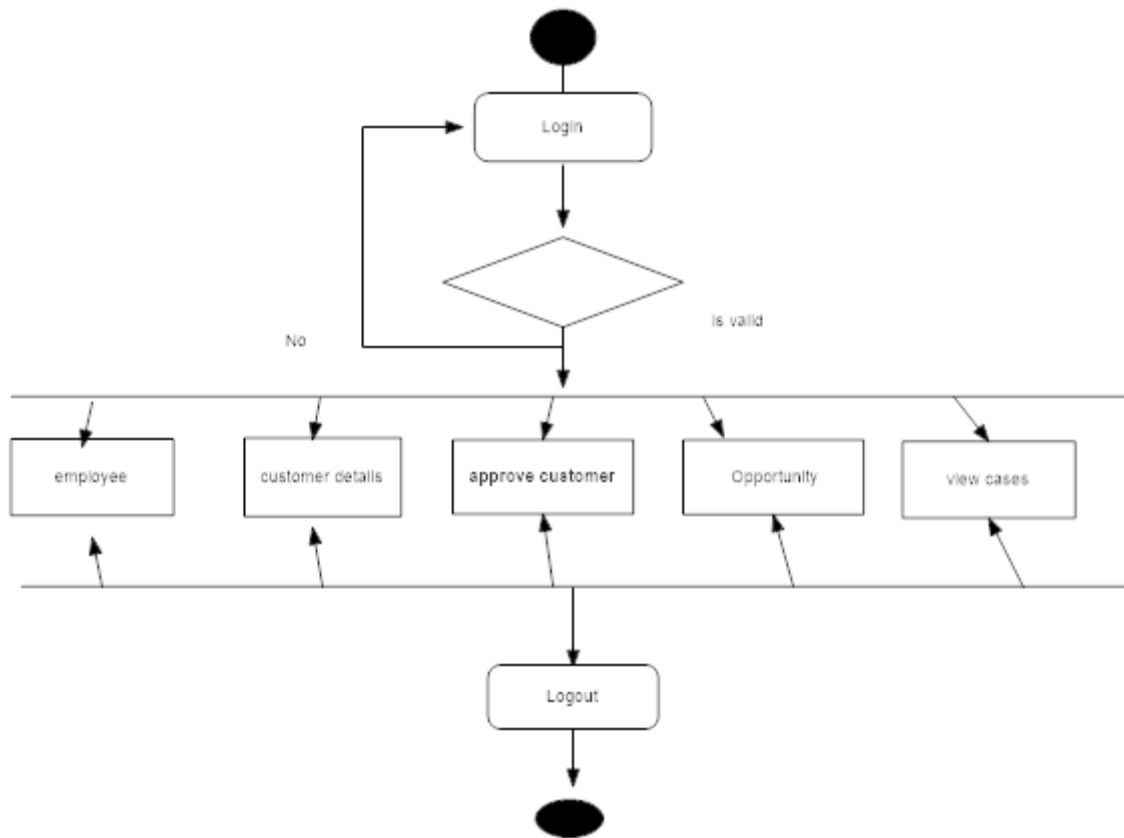 Login
Is valid
No
employee
customer details
approve customer
Opportunity
view cases
Logout